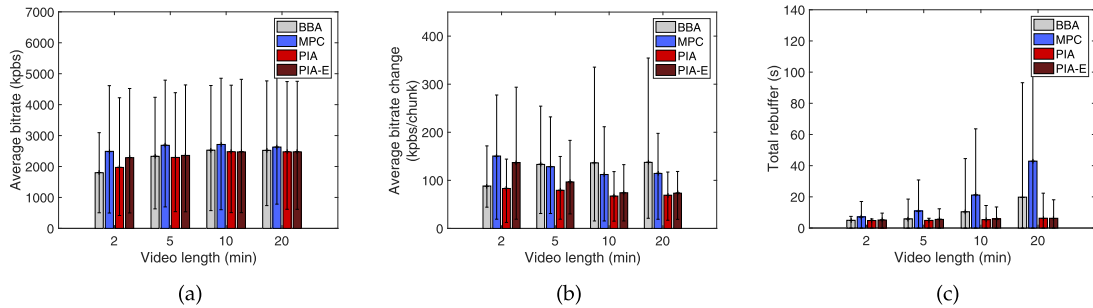 7000
6000
5000
4000
3000
2000
1000
0
Average bitrate (kpbs)
BBA
MPC
PIA
PIA-E
2 5 10 20
Video length (min)
(a)
400
300
200
100
0
Average bitrate change
(kpbs/chunk)
BBA
MPC
PIA
PIA-E
2 5 10 20
Video length (min)
(b)
140
120
100
80
60
40
20
0
Total rebuffer (s)
BBA
MPC
PIA
PIA-E
2 5 10 20
Video length (min)
(c)